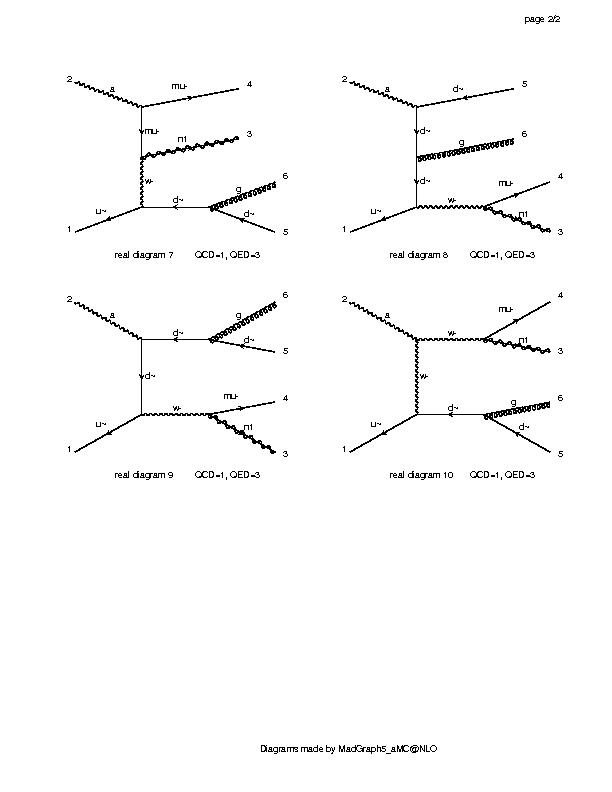 page 2/2
2 a mu- 4
mu-
n1 3
w-
g 6
d~
u~ d~
1 5
real diagram 7 QCD=1, QED=3
2 a d~ 5
d~
g 6
d~
mu- 4
w-
u~ n1
1 3
real diagram 8 QCD=1, QED=3
2 a g 6
d~
d~ 5
d~
mu- 4
w-
u~ n1
1 3
real diagram 9 QCD=1, QED=3
2 a mu- 4
w-
n1 3
w-
g 6
d~
u~ d~
1 5
real diagram 10 QCD=1, QED=3
Diagrams made by MadGraph5_aMC@NLO